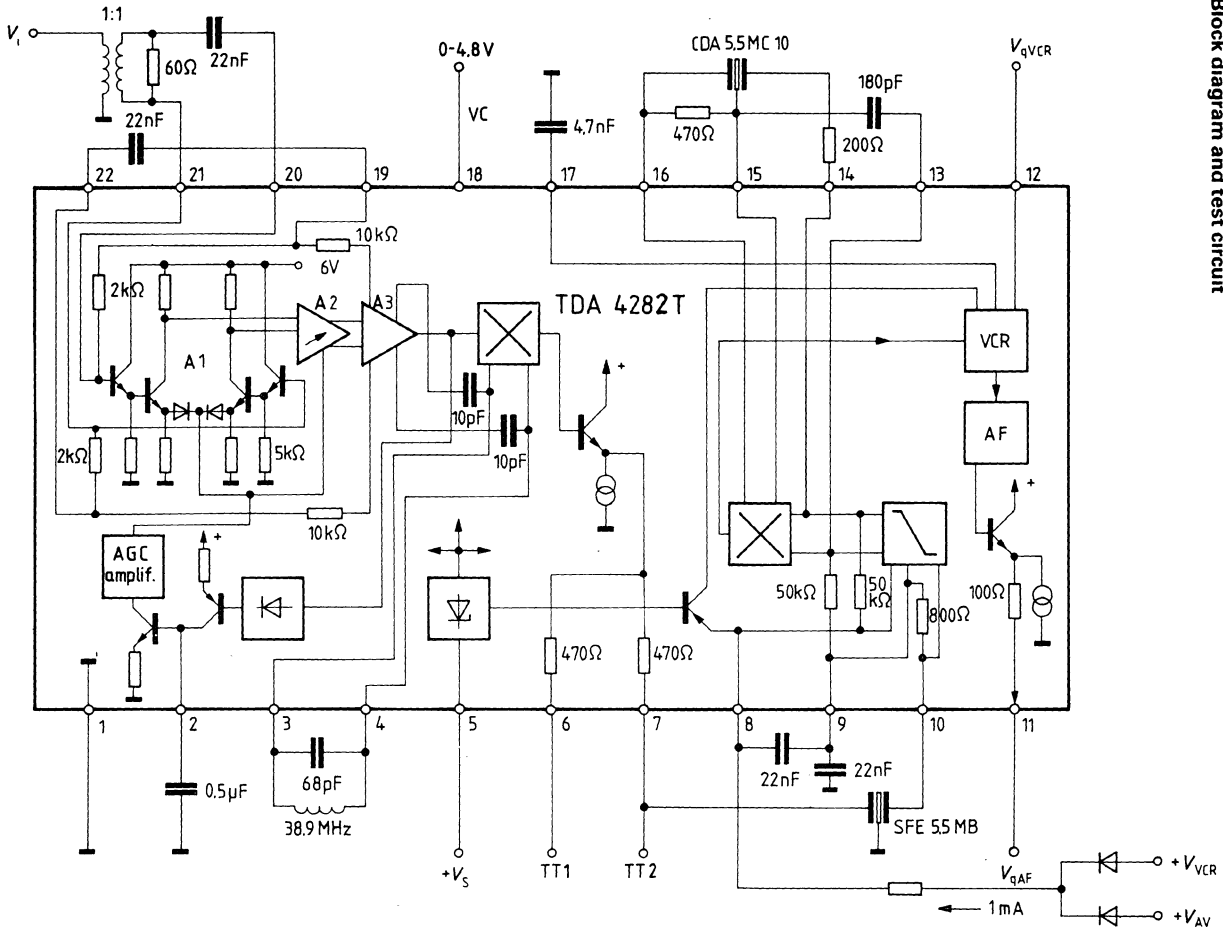 Block diagram and test circuit
1:1
Vi
60Ω
22nF
22nF
0-4.8V
VC
4,7nF
CDA 5,5MC 10
470Ω
180pF
200Ω
VqVCR
22
21
20
19
18
17
16
15
14
13
12
10kΩ
2kΩ
6V
A2
A3
TDA 4282T
A1
VCR
10pF
10pF
AF
2kΩ
5kΩ
10kΩ
AGC
amplif.
+
+
+
50kΩ
50
kΩ
800Ω
100Ω
470Ω
470Ω
1
2
3
4
5
6
7
8
9
10
11
0,5µF
68pF
38,9MHz
+VS
TT1
TT2
22nF
22nF
SFE 5,5MB
VqAF
1mA
+VVCR
+VAV